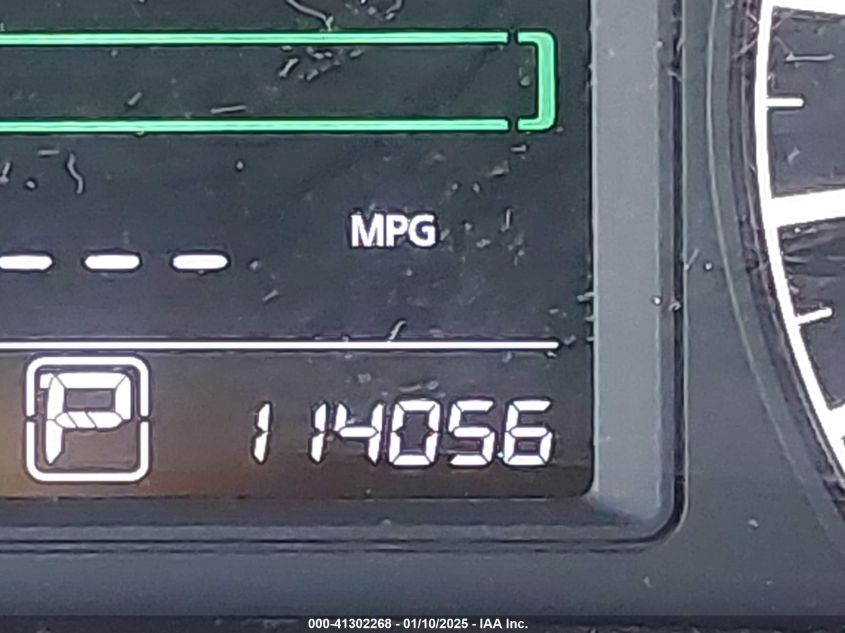 MPG
---
P 114056
000-41302268 - 01/10/2025 - IAA Inc.